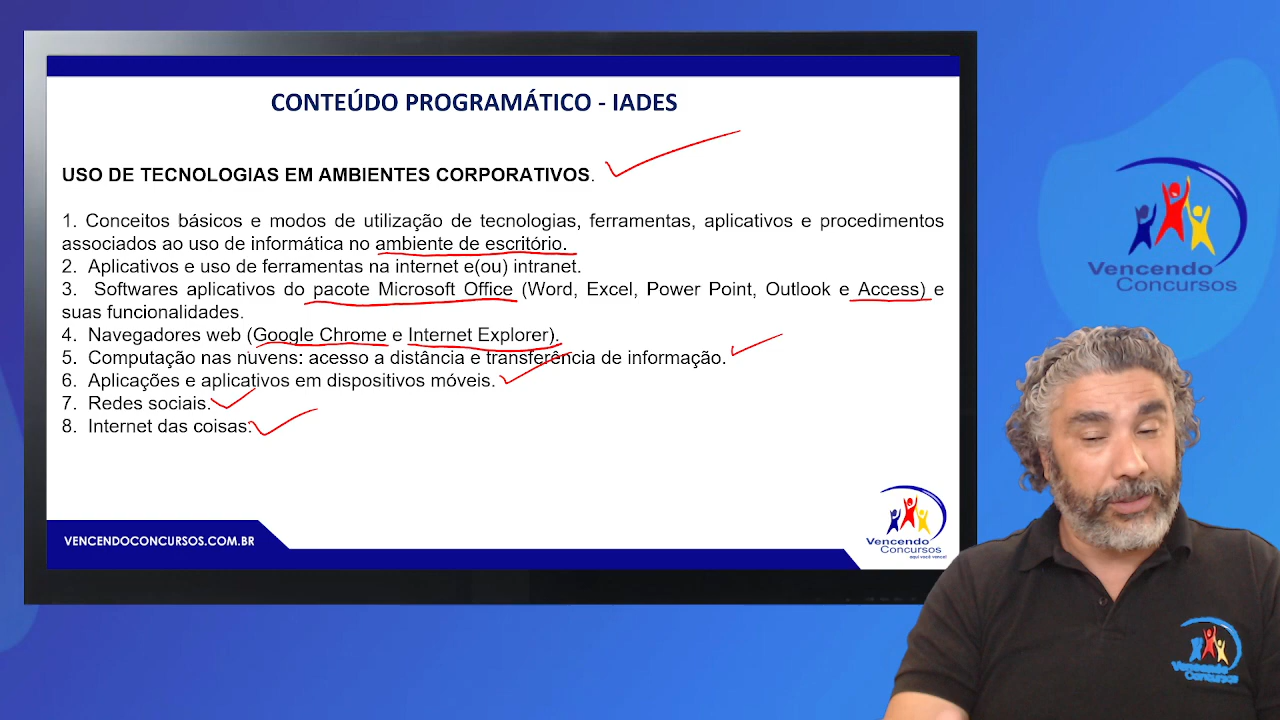 CONTEÚDO PROGRAMÁTICO - IADES
USO DE TECNOLOGIAS EM AMBIENTES CORPORATIVOS.
1. Conceitos básicos e modos de utilização de tecnologias, ferramentas, aplicativos e procedimentos
associados ao uso de informática no ambiente de escritório.
2. Aplicativos e uso de ferramentas na internet e(ou) intranet.
3. Softwares aplicativos do pacote Microsoft Office (Word, Excel, Power Point, Outlook e Access) e
suas funcionalidades.
4. Navegadores web (Google Chrome e Internet Explorer).
5. Computação nas nuvens: acesso a distância e transferência de informação.
6. Aplicações e aplicativos em dispositivos móveis.
7. Redes sociais.
8. Internet das coisas.
VENCENDOCONCURSOS.COM.BR
Vencendo
Concursos
aqui você vence!
Vencendo
Concursos
Vencendo
Concursos